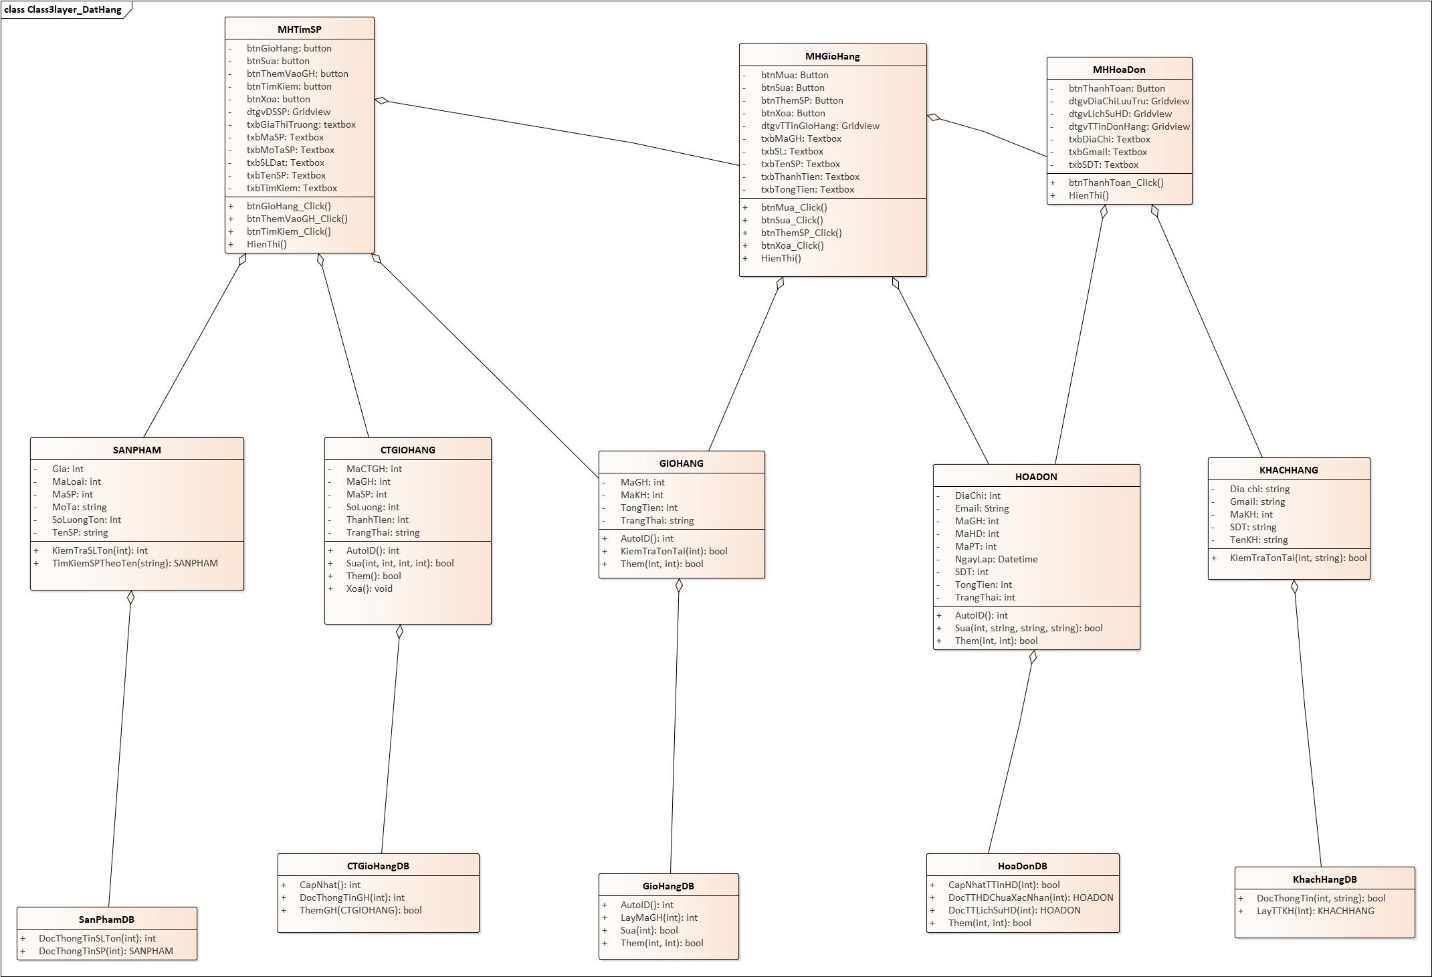 class Class3layer_DatHang
MHTimSP
- btnGioHang: button
- btnSua: button
- btnThemVaoGH: button
- btnTimKiem: button
- btnXoa: button
- dtgvDSSP: Gridview
- txbGiaThiTruong: textbox
- txbMaSP: Textbox
- txbMoTaSP: Textbox
- txbSLDat: Textbox
- txbTenSP: Textbox
- txbTimKiem: Textbox
+ btnGioHang_Click()
+ btnThemVaoGH_Click()
+ btnTimKiem_Click()
+ HienThi()
MHGioHang
- btnMua: Button
- btnSua: Button
- btnThemSP: Button
- btnXoa: Button
- dtgvTTinGioHang: Gridview
- txbMaGH: Textbox
- txbSL: Textbox
- txbTenSP: Textbox
- txbThanhTien: Textbox
- txbTongTien: Textbox
+ btnMua_Click()
+ btnSua_Click()
+ btnThemSP_Click()
+ btnXoa_Click()
+ HienThi()
MHHoaDon
- btnThanhToan: Button
- dtgvDiaChiLuuTru: Gridview
- dtgvLichSuHD: Gridview
- dtgvTTinDonHang: Gridview
- txbDiaChi: Textbox
- txbGmail: Textbox
- txbSDT: Textbox
+ btnThanhToan_Click()
+ HienThi()
SANPHAM
- Gia: int
- MaLoai: int
- MaSP: int
- MoTa: string
- SoLuongTon: int
- TenSP: string
+ KiemTraSLTon(int): int
+ TimKiemSPTheoTen(string): SANPHAM
CTGIOHANG
- MaCTGH: int
- MaGH: int
- MaSP: int
- SoLuong: int
- ThanhTien: int
- TrangThai: string
+ AutoID(): int
+ Sua(int, int, int, int): bool
+ Them(): bool
+ Xoa(): void
GIOHANG
- MaGH: int
- MaKH: int
- TongTien: int
- TrangThai: string
+ AutoID(): int
+ KiemTraTonTai(int): bool
+ Them(int, int): bool
HOADON
- DiaChi: int
- Email: String
- MaGH: int
- MaHD: int
- MaPT: int
- NgayLap: Datetime
- SDT: int
- TongTien: int
- TrangThai: int
+ AutoID(): int
+ Sua(int, string, string, string): bool
+ Them(int, int): bool
KHACHHANG
- Dia chi: string
- Gmail: string
- MaKH: int
- SDT: string
- TenKH: string
+ KiemTraTonTai(int, string): bool
SanPhamDB
+ DocThongTinSLTon(int): int
+ DocThongTinSP(int): SANPHAM
CTGioHangDB
+ CapNhat(): int
+ DocThongTinGH(int): int
+ ThemGH(CTGIOHANG): bool
GioHangDB
+ AutoID(): int
+ LayMaGH(int): int
+ Sua(int): bool
+ Them(int, int): bool
HoaDonDB
+ CapNhatTTinHD(int): bool
+ DocTTHDChuaXacNhan(int): HOADON
+ DocTTLichSuHD(int): HOADON
+ Them(int, int): bool
KhachHangDB
+ DocThongTin(int, string): bool
+ LayTTKH(int): KHACHHANG